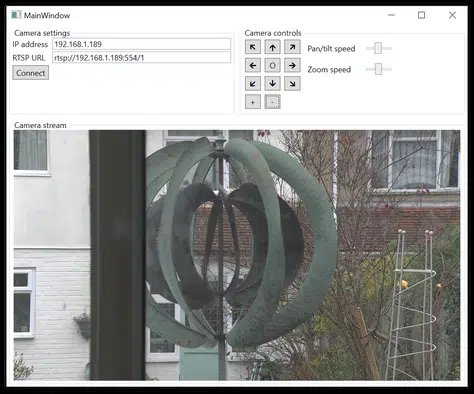 MainWindow
Camera settings
IP address 192.168.1.189
RTSP URL rtsp://192.168.1.189:554/1
Connect
Camera controls
O
+ -
Pan/tilt speed
Zoom speed
Camera stream